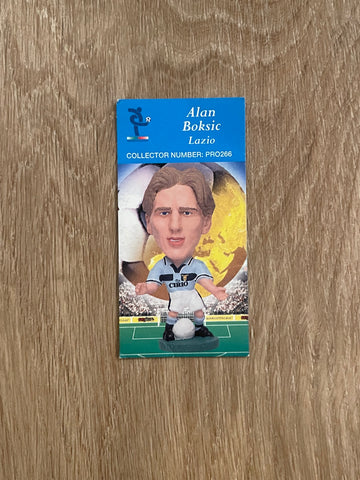 Alan
Boksic
Lazio
R
COLLECTOR NUMBER: PRO266
CIRIO